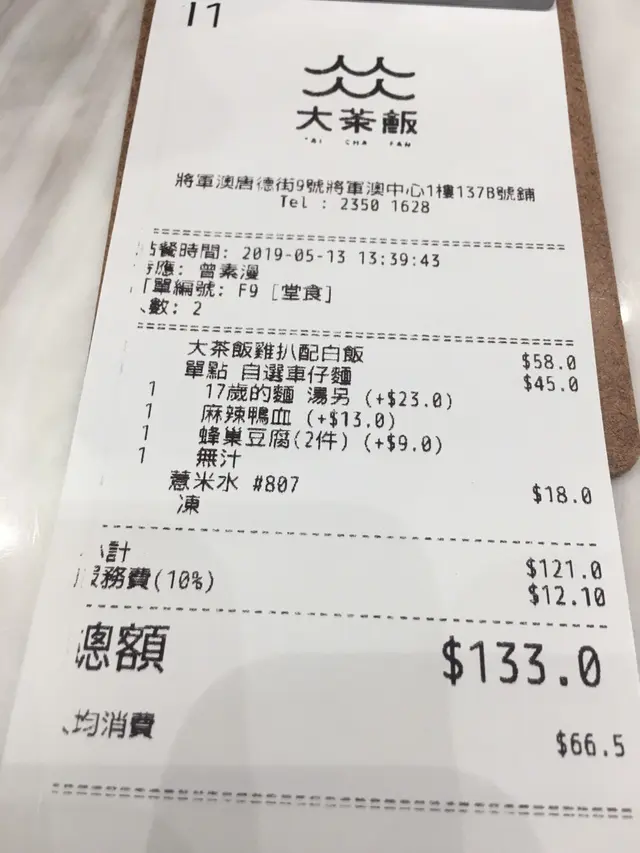 11
大茶飯
TAI CHA FAN
將軍澳唐德街9號將軍澳中心1樓137B號鋪
Tel : 2350 1628
點餐時間: 2019-05-13 13:39:43
應: 曾素漫
單編號: F9 [堂食]
數: 2
大茶飯雞扒配白飯 $58.0
單點 自選車仔麵 $45.0
1 17歲的麵 湯另 (+$23.0)
1 麻辣鴨血 (+$13.0)
1 蜂巢豆腐(2件) (+$9.0)
1 無汁
薏米水 #807 $18.0
凍
小計 $121.0
服務費(10%) $12.10
總額 $133.0
均消費 $66.5